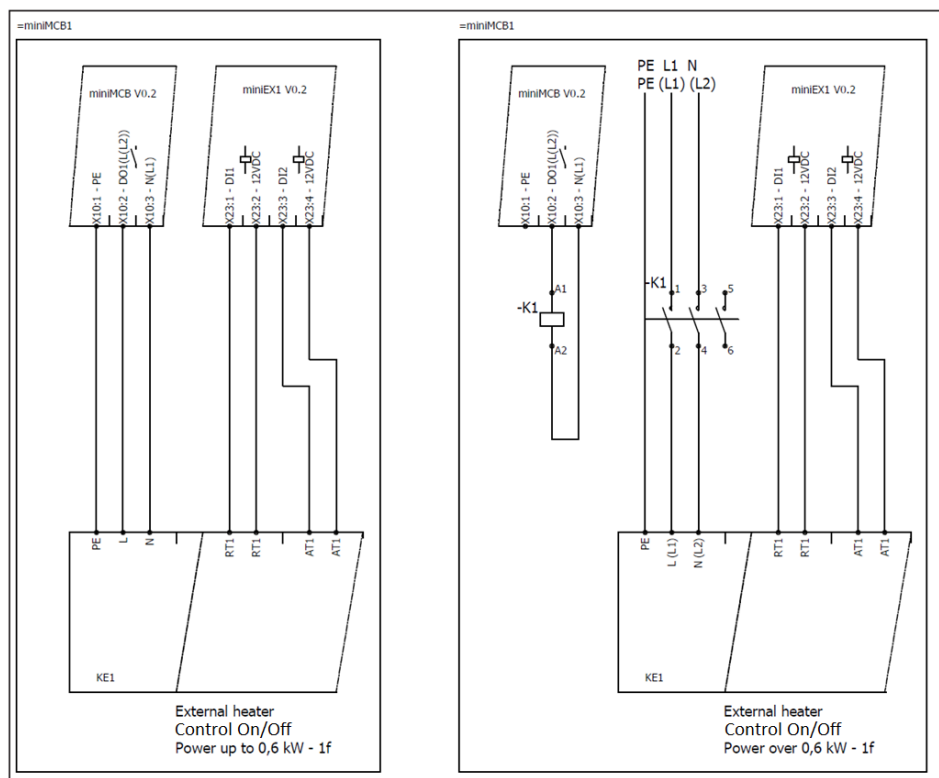 =miniMCB1
miniMCB V0.2
miniEX1 V0.2
X10:1 - PE
X10:2 - DO1(L(L2))
X10:3 - N(L1)
X23:1 - DI1
X23:2 - 12VDC
X23:3 - DI2
X23:4 - 12VDC
PE
L
N
RT1
RT1
AT1
AT1
KE1
External heater
Control On/Off
Power up to 0,6 kW - 1f
=miniMCB1
PE L1 N
PE (L1) (L2)
miniMCB V0.2
miniEX1 V0.2
X10:1 - PE
X10:2 - DO1(L(L2))
X10:3 - N(L1)
X23:1 - DI1
X23:2 - 12VDC
X23:3 - DI2
X23:4 - 12VDC
-K1
A1
A2
-K1
1
3
5
2
4
6
PE
L (L1)
N (L2)
RT1
RT1
AT1
AT1
KE1
External heater
Control On/Off
Power over 0,6 kW - 1f